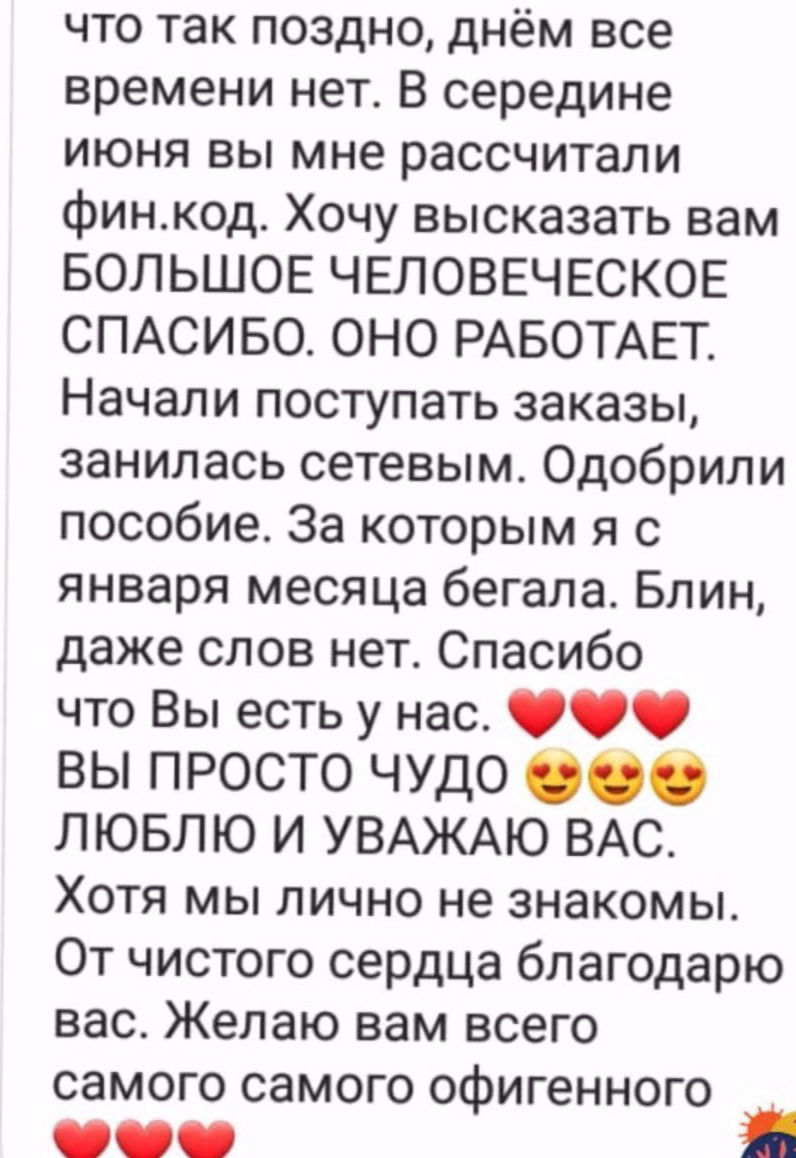 что так поздно, днём все
времени нет. В середине
июня вы мне рассчитали
фин.код. Хочу высказать вам
БОЛЬШОЕ ЧЕЛОВЕЧЕСКОЕ
СПАСИБО. ОНО РАБОТАЕТ.
Начали поступать заказы,
занилась сетевым. Одобрили
пособие. За которым я с
января месяца бегала. Блин,
даже слов нет. Спасибо
что Вы есть у нас. ❤️❤️❤️
ВЫ ПРОСТО ЧУДО 😍😍😍
ЛЮБЛЮ И УВАЖАЮ ВАС.
Хотя мы лично не знакомы.
От чистого сердца благодарю
вас. Желаю вам всего
самого самого офигенного
❤️❤️❤️